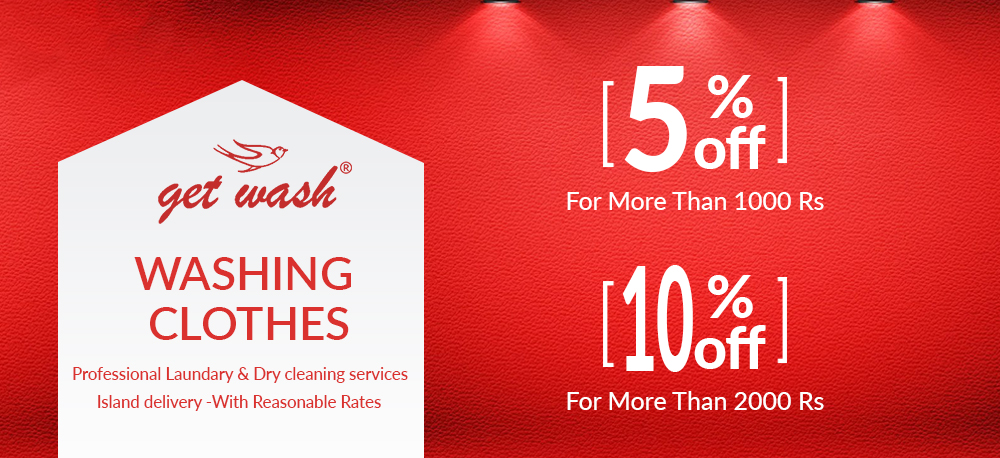 get wash®
WASHING
CLOTHES
Professional Laundary & Dry cleaning services
Island delivery -With Reasonable Rates
[5% off]
For More Than 1000 Rs
[10% off]
For More Than 2000 Rs